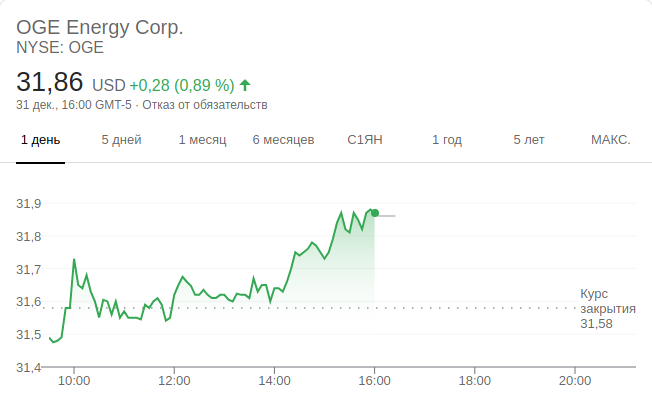 OGE Energy Corp.
NYSE: OGE
31,86 USD +0,28 (0,89 %)
31 дек., 16:00 GMT-5 · Отказ от обязательств
1 день 5 дней 1 месяц 6 месяцев С1ЯН 1 год 5 лет МАКС.
31,9
31,8
31,7
31,6
31,5
31,4
Курс
закрытия
31,58
10:00 12:00 14:00 16:00 18:00 20:00